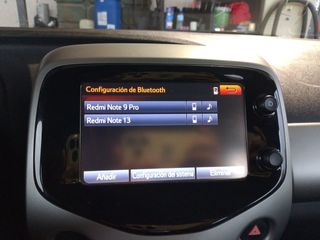 Configuración de Bluetooth
Redmi Note 9 Pro
Redmi Note 13
Añadir
Configuración del sistema
Eliminar